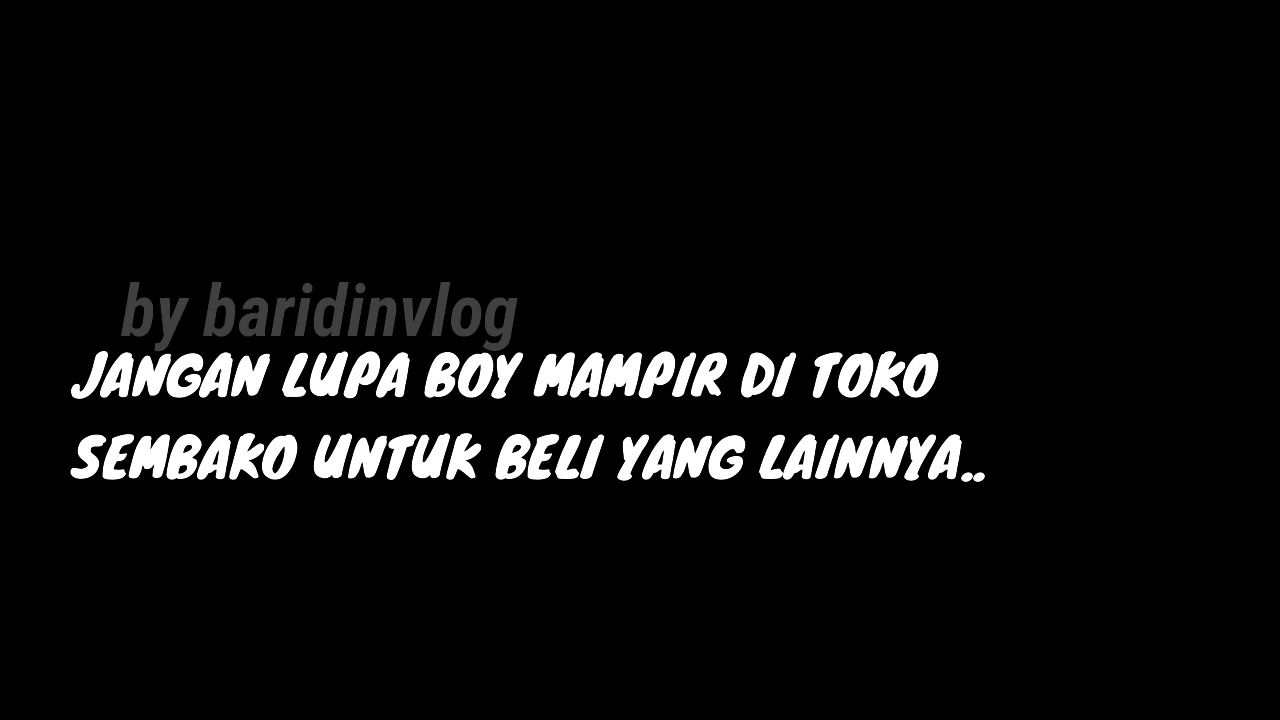 by baridinvlog
JANGAN LUPA BOY MAMPIR DI TOKO
SEMBAKO UNTUK BELI YANG LAINNYA..